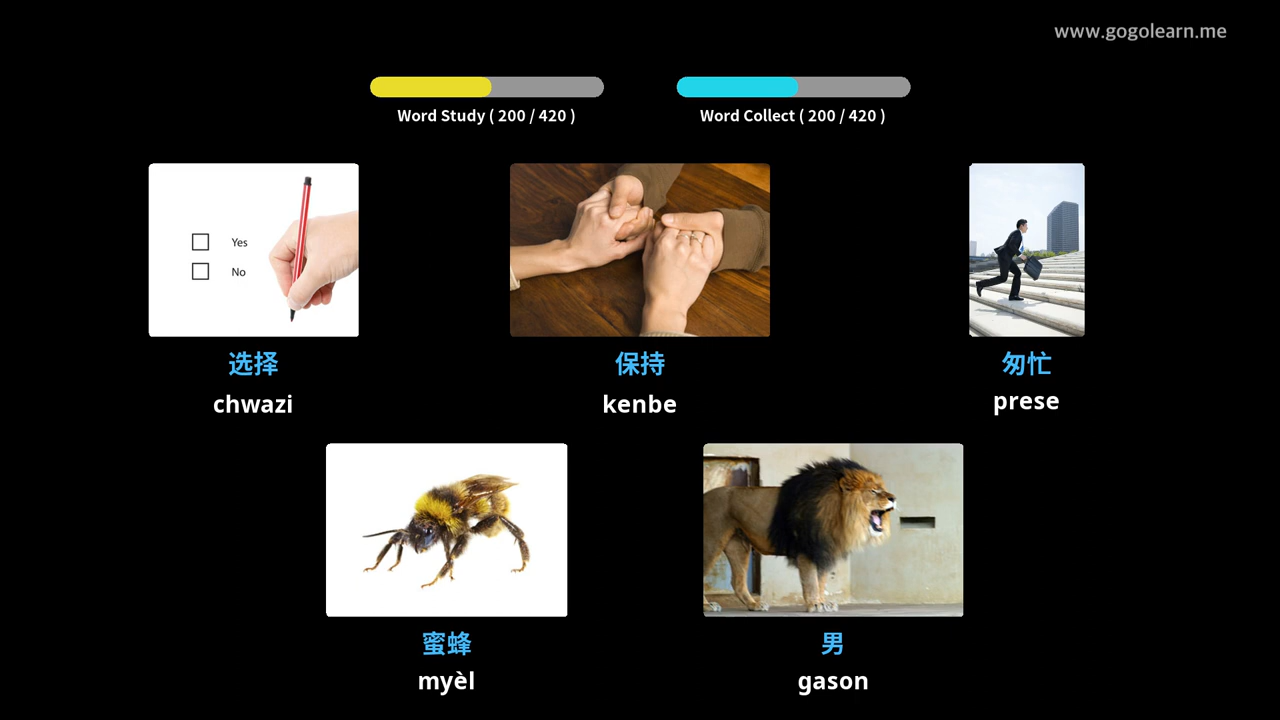 www.gogolearn.me
Word Study ( 200 / 420 )
Word Collect ( 200 / 420 )
Yes
No
选择
chwazi
保持
kenbe
匆忙
prese
蜜蜂
myèl
男
gason